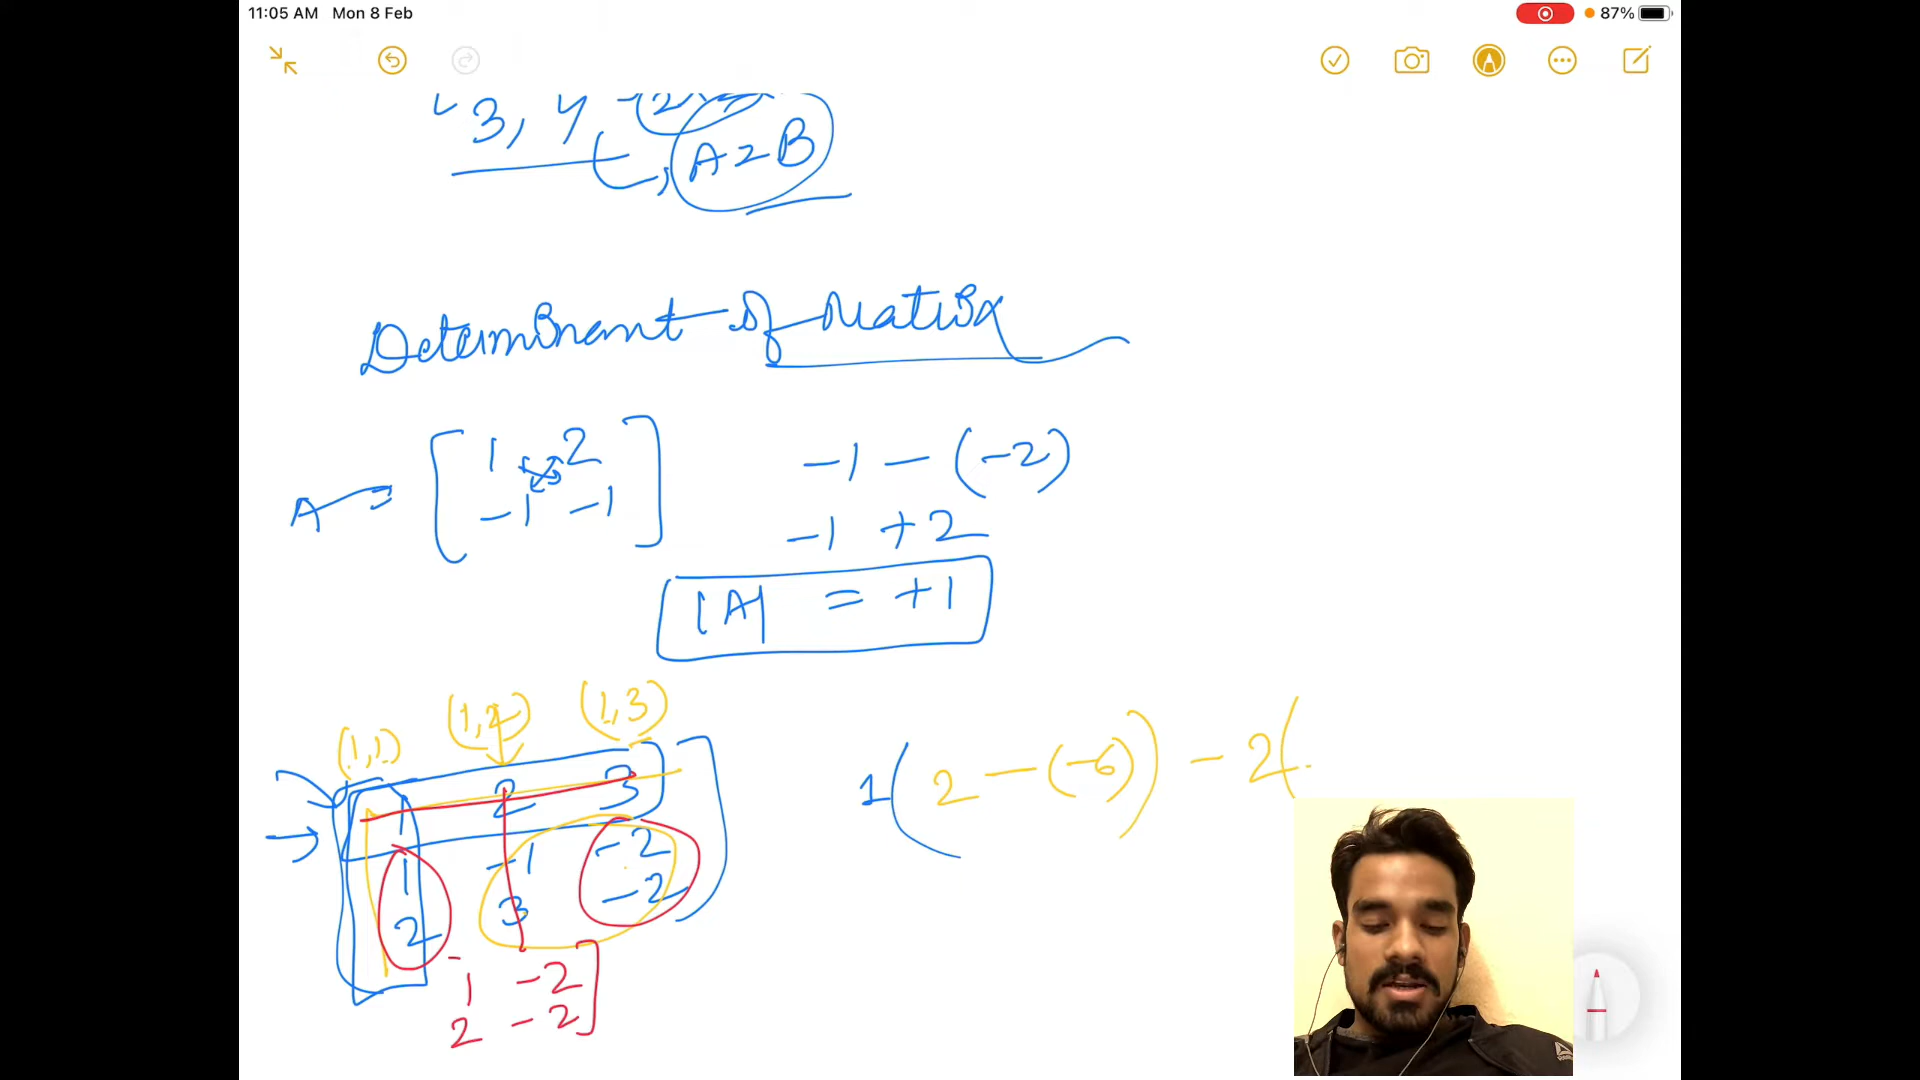 11:05 AM Mon 8 Feb 87%
3, 4
A = B
Determinant of Matrix
A = [ 1 2
-1 -1 ]
-1 - (-2)
-1 + 2
|A| = +1
(1,1) (1,2) (1,3)
1 2 3
1 -1 -2
2 3 -2 ]
1 -2
2 -2 ]
1( 2 - (-6) ) - 2(